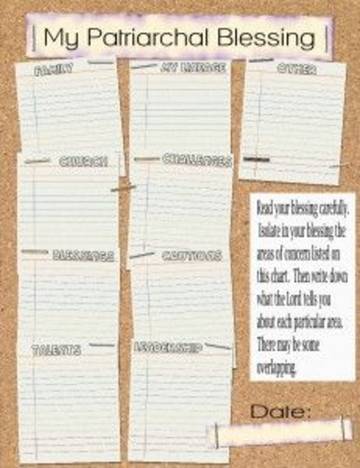 My Patriarchal Blessing
FAMILY
MY LINEAGE
OTHER
CHURCH
CHALLENGES
BLESSINGS
CAUTIONS
TALENTS
LEADERSHIP
Read your blessing carefully.
Isolate in your blessing the
areas of concern listed on
this chart. Then write down
what the Lord tells you
about each particular area.
There may be some
overlapping.
Date: